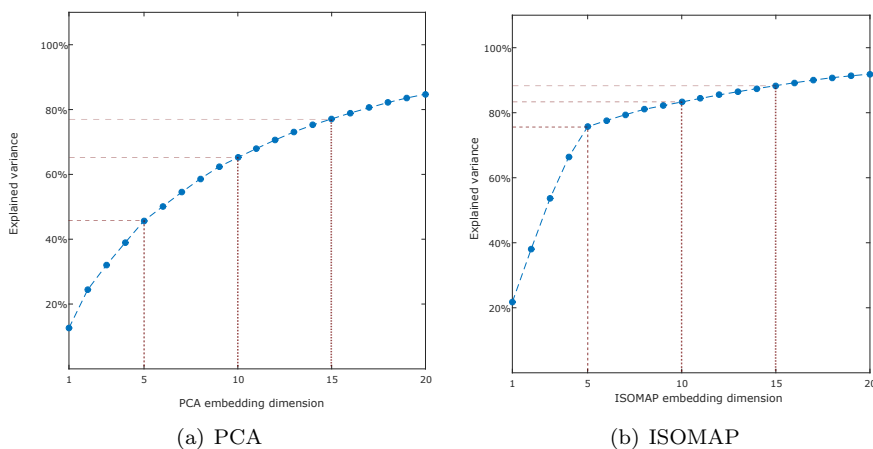 100%
80%
60%
40%
20%
Explained variance
1 5 10 15 20
PCA embedding dimension
(a) PCA
100%
80%
60%
40%
20%
Explained variance
1 5 10 15 20
ISOMAP embedding dimension
(b) ISOMAP